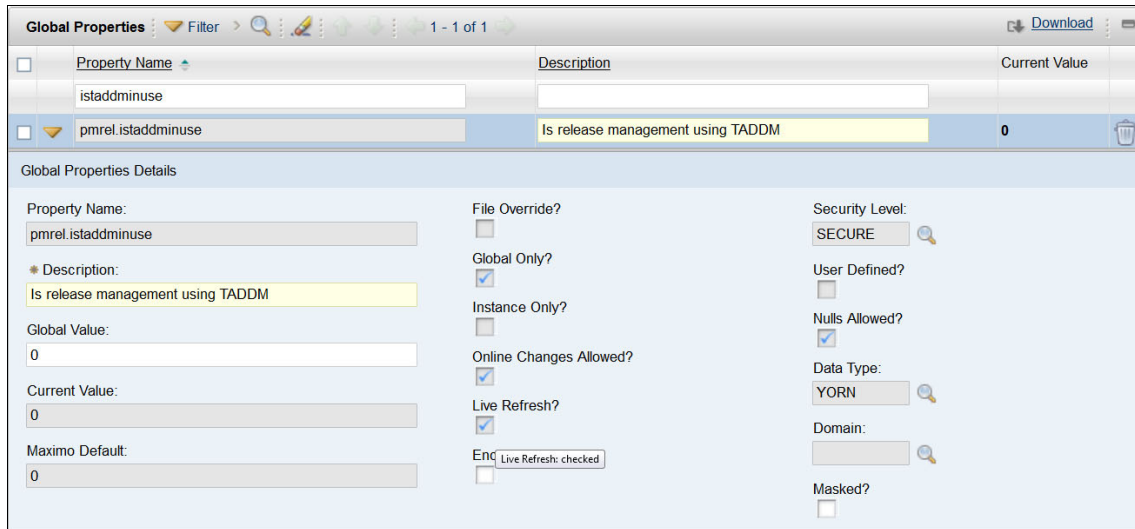 Global Properties Filter 1 - 1 of 1 Download
Property Name Description Current Value
istaddminuse
pmrel.istaddminuse Is release management using TADDM 0
Global Properties Details
Property Name: File Override? Security Level:
pmrel.istaddminuse SECURE
Global Only?
* Description: User Defined?
Is release management using TADDM
Instance Only?
Global Value: Nulls Allowed?
0
Online Changes Allowed?
Current Value: Data Type:
0 YORN
Live Refresh?
Maximo Default: Domain:
0
Live Refresh: checked
Masked?